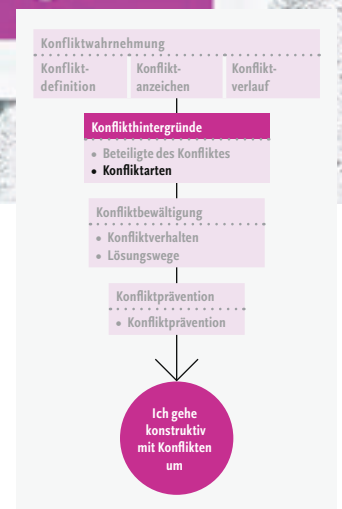 Konfliktwahrnehmung
Konflikt-
definition
Konflikt-
anzeichen
Konflikt-
verlauf
Konflikthintergründe
• Beteiligte des Konfliktes
• Konfliktarten
Konfliktbewältigung
• Konfliktverhalten
• Lösungswege
Konfliktprävention
• Konfliktprävention
Ich gehe
konstruktiv
mit Konflikten
um